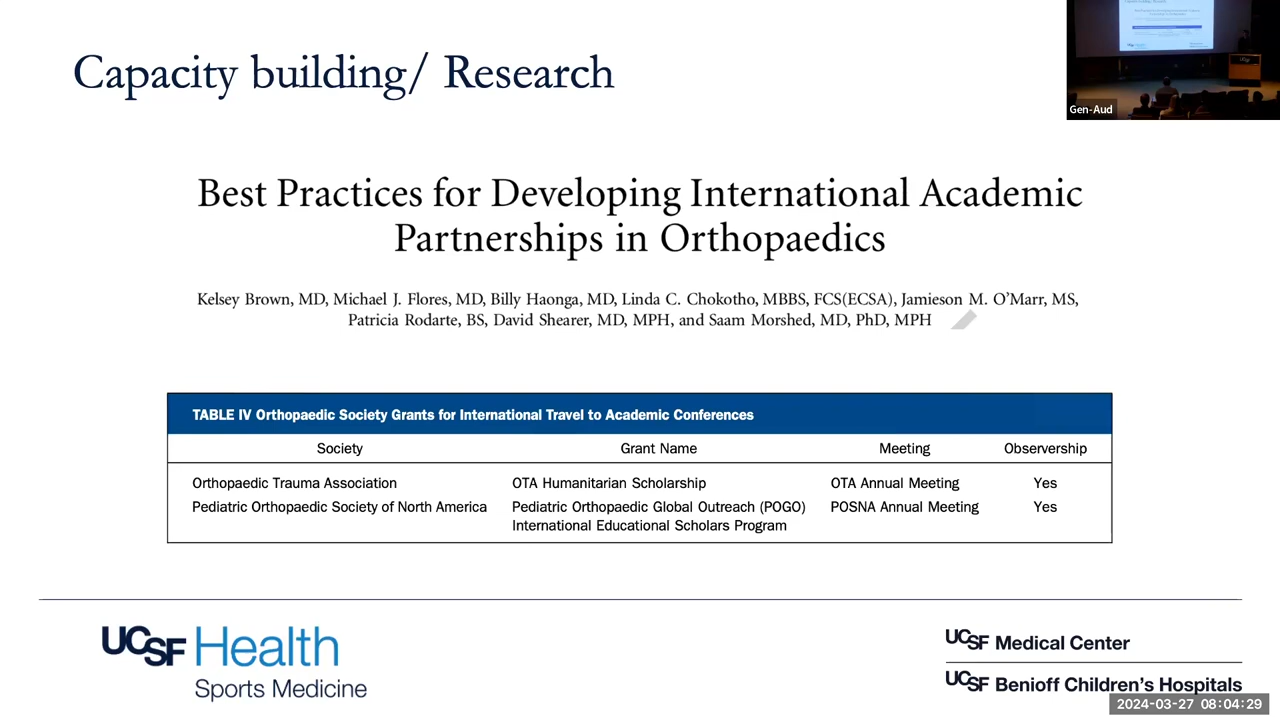 Capacity building/ Research
Gen-Aud
Best Practices for Developing International Academic
Partnerships in Orthopaedics
Kelsey Brown, MD, Michael J. Flores, MD, Billy Haonga, MD, Linda C. Chokotho, MBBS, FCS(ECSA), Jamieson M. O’Marr, MS,
Patricia Rodarte, BS, David Shearer, MD, MPH, and Saam Morshed, MD, PhD, MPH
TABLE IV Orthopaedic Society Grants for International Travel to Academic Conferences
Society Grant Name Meeting Observership
Orthopaedic Trauma Association OTA Humanitarian Scholarship OTA Annual Meeting Yes
Pediatric Orthopaedic Society of North America Pediatric Orthopaedic Global Outreach (POGO) POSNA Annual Meeting Yes
International Educational Scholars Program
UCSF Health
Sports Medicine
UCSF Medical Center
UCSF Benioff Children’s Hospitals
2024-03-27 08:04:29